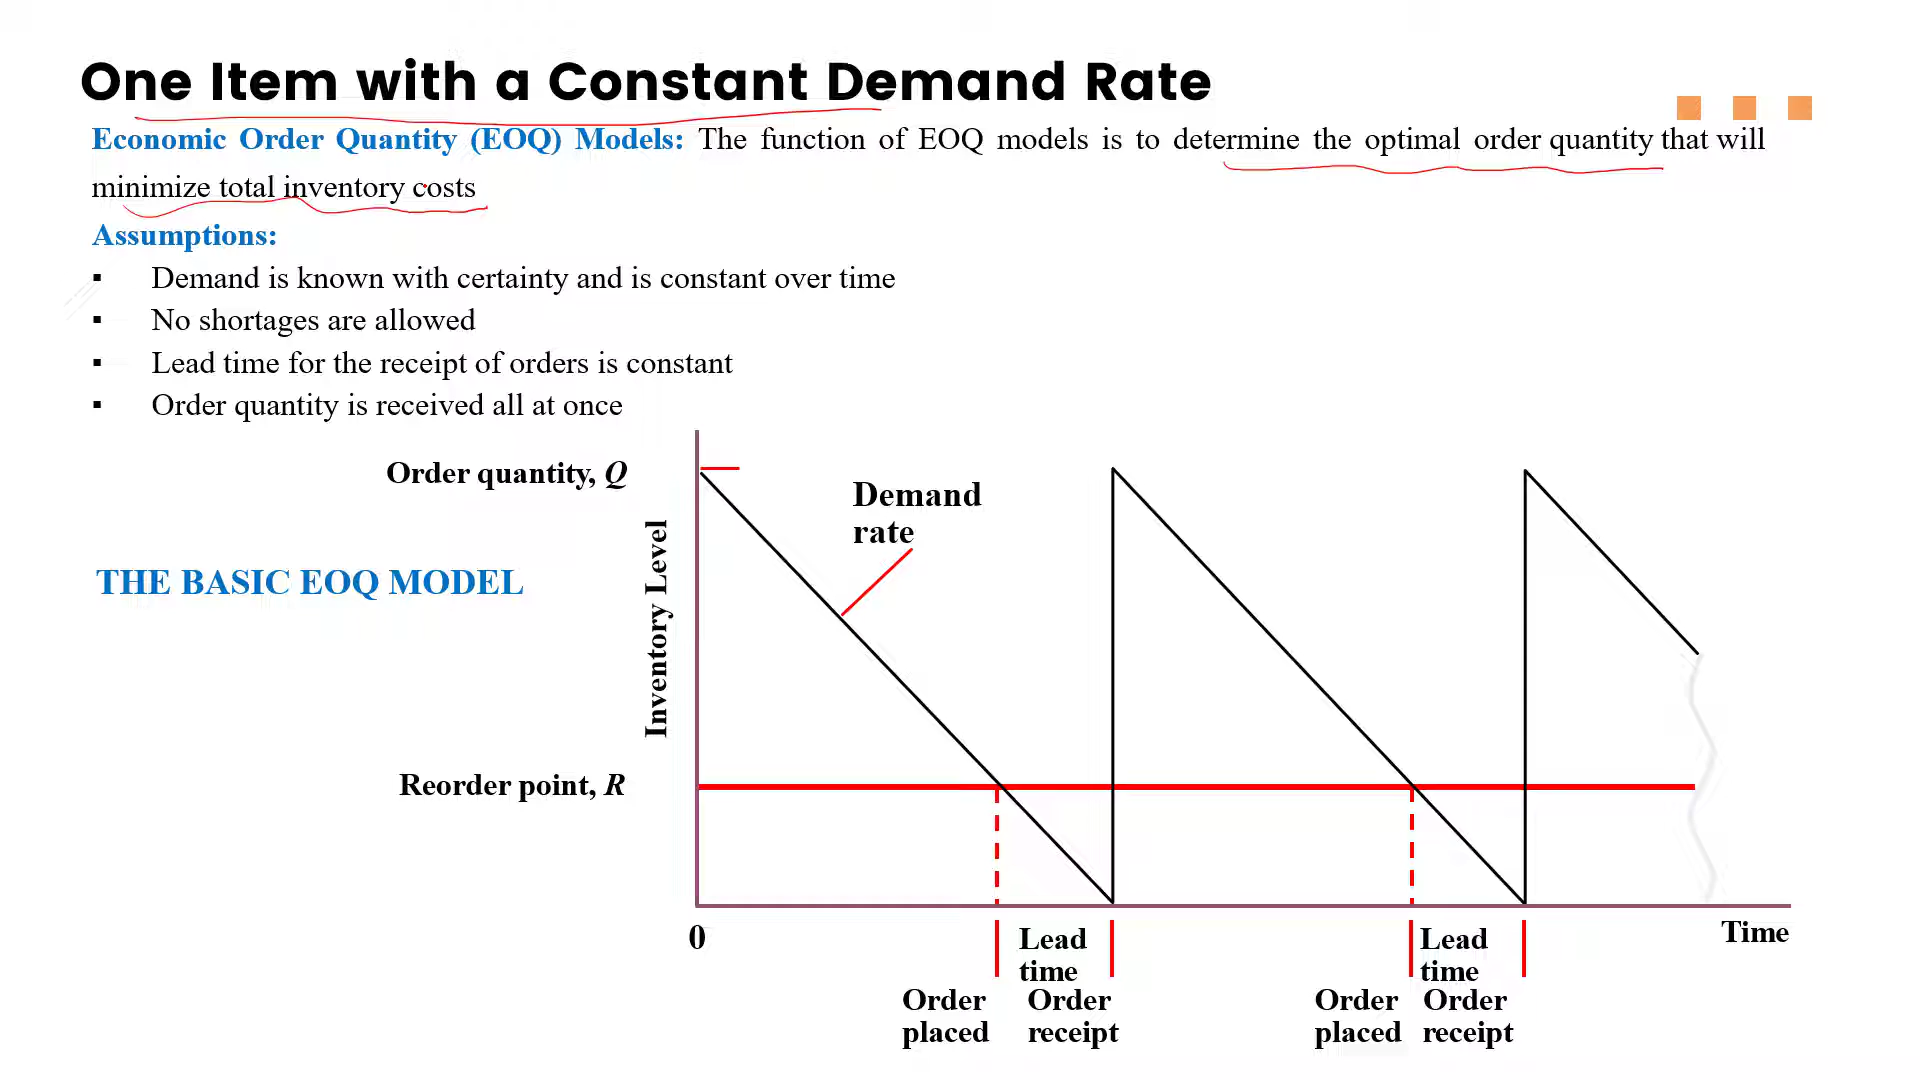 One Item with a Constant Demand Rate
Economic Order Quantity (EOQ) Models: The function of EOQ models is to determine the optimal order quantity that will
minimize total inventory costs
Assumptions:
▪ Demand is known with certainty and is constant over time
▪ No shortages are allowed
▪ Lead time for the receipt of orders is constant
▪ Order quantity is received all at once
Order quantity, Q
Demand
rate
Inventory Level
THE BASIC EOQ MODEL
Reorder point, R
0
Lead
time
Lead
time
Time
Order
placed
Order
receipt
Order
placed
Order
receipt